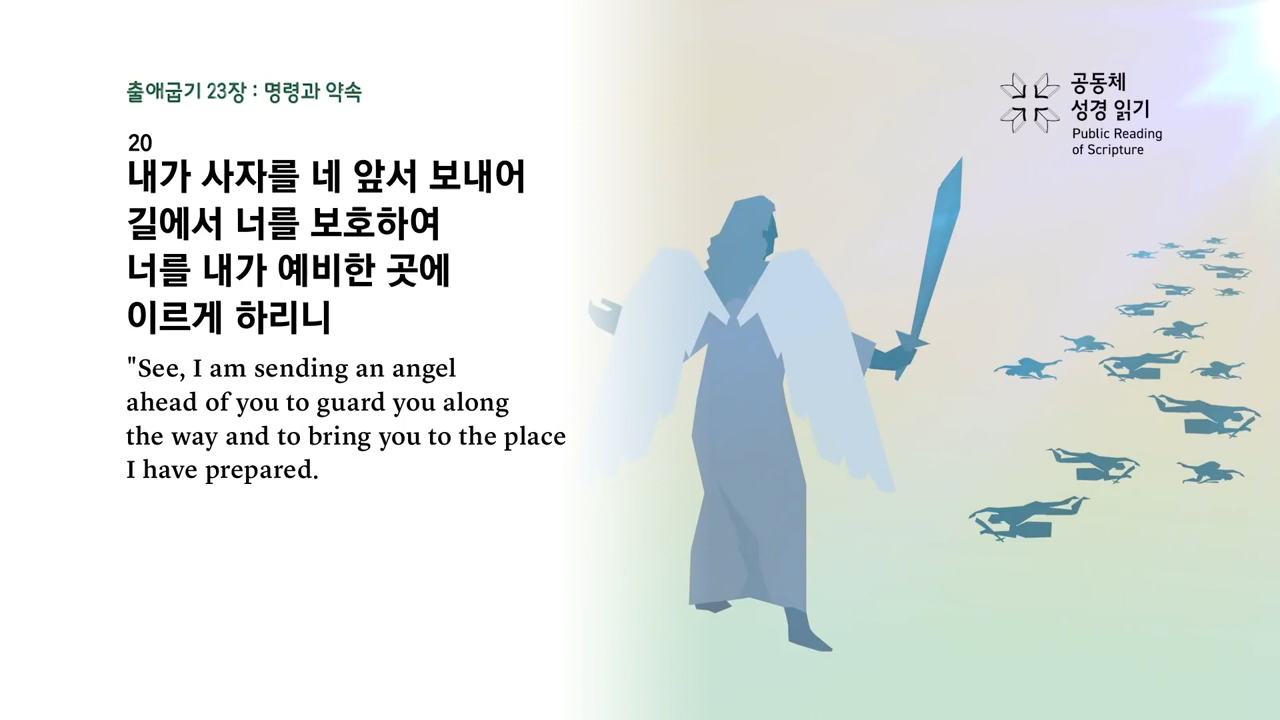 출애굽기 23장 : 명령과 약속
20
내가 사자를 네 앞서 보내어
길에서 너를 보호하여
너를 내가 예비한 곳에
이르게 하리니
"See, I am sending an angel
ahead of you to guard you along
the way and to bring you to the place
I have prepared.
공동체
성경 읽기
Public Reading
of Scripture